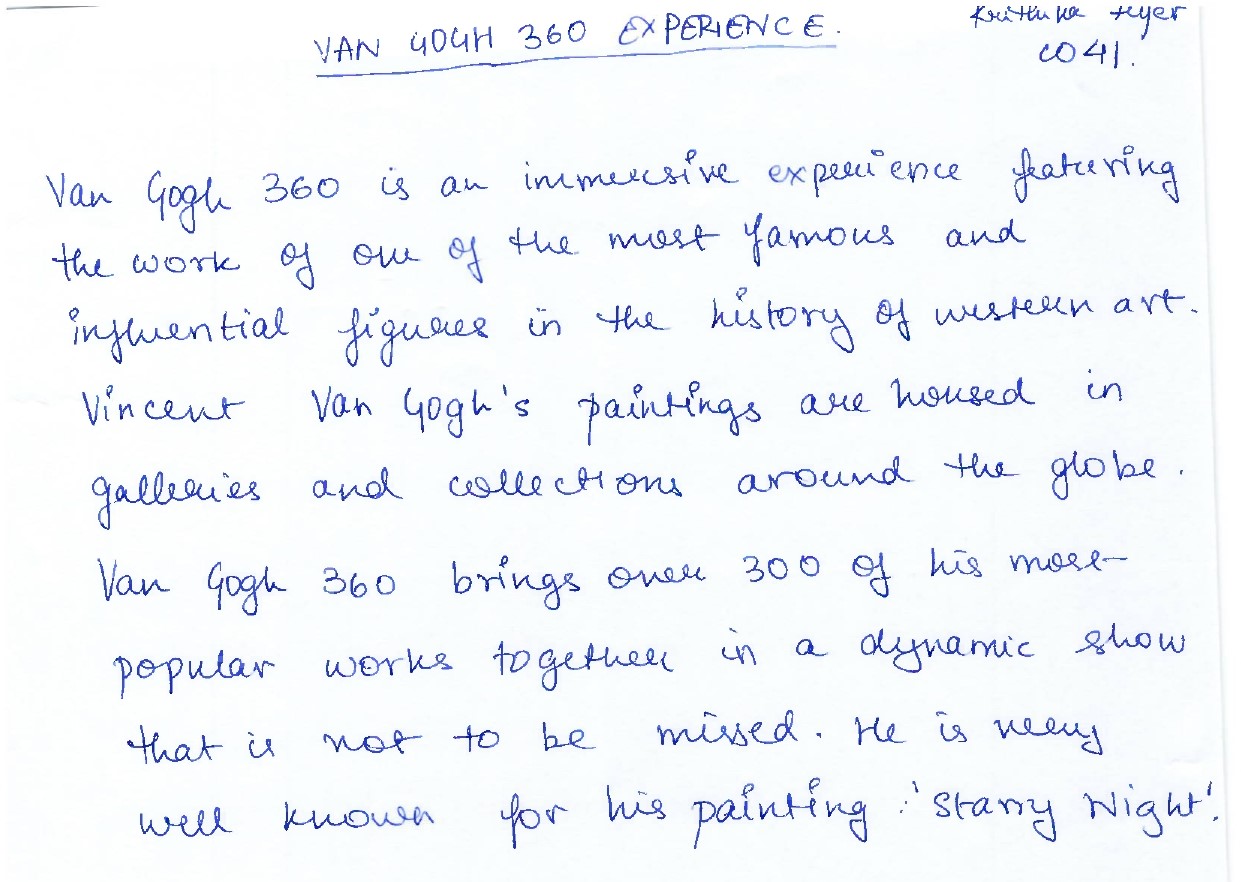 VAN GOGH 360 EXPERIENCE.
Krithika Iyer
CO41.
Van Gogh 360 is an immersive experience featuring
the work of one of the most famous and
influential figures in the history of western art.
Vincent Van Gogh's paintings are housed in
galleries and collections around the globe.
Van Gogh 360 brings over 300 of his most
popular works together in a dynamic show
that is not to be missed. He is very
well known for his painting :'Starry Night'.